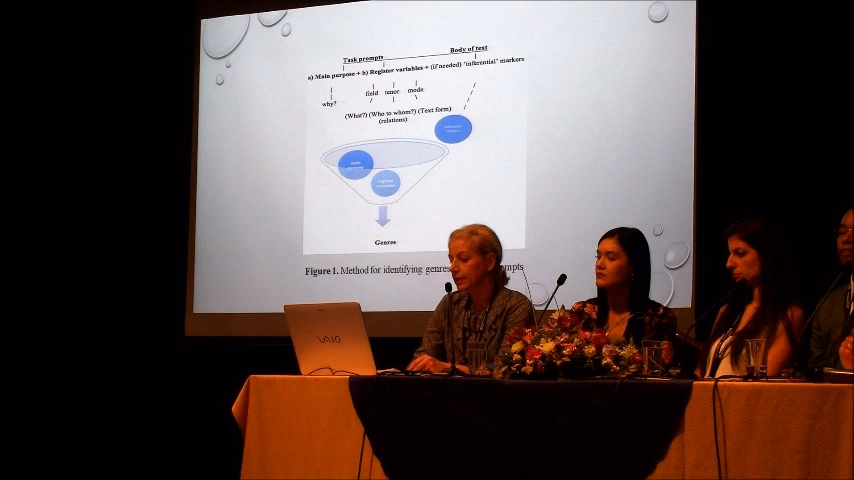 Task prompts Body of text
a) Main purpose + b) Register variables + (if needed) 'inferential' markers
why? field tenor mode
(What?) (Who to whom?) (Text form)
(relations)
Genres
Figure 1. Method for identifying genres mpts
VAIO